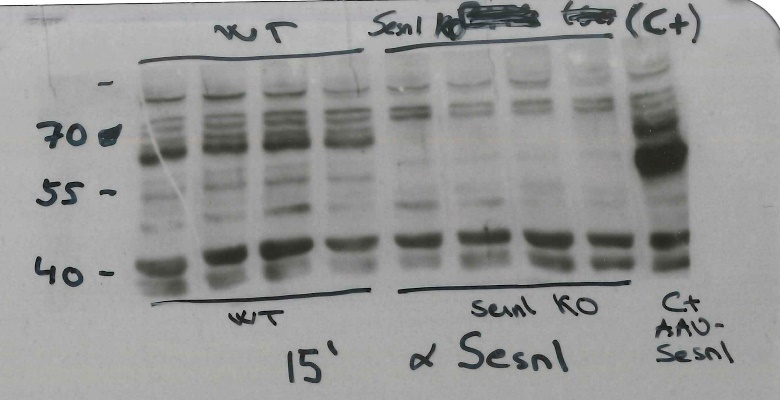 WT Sesn1 KO (C+)
70 -
55 -
40 -
WT Sesn1 KO C+
AAV-
Sesn1
15' α Sesn1